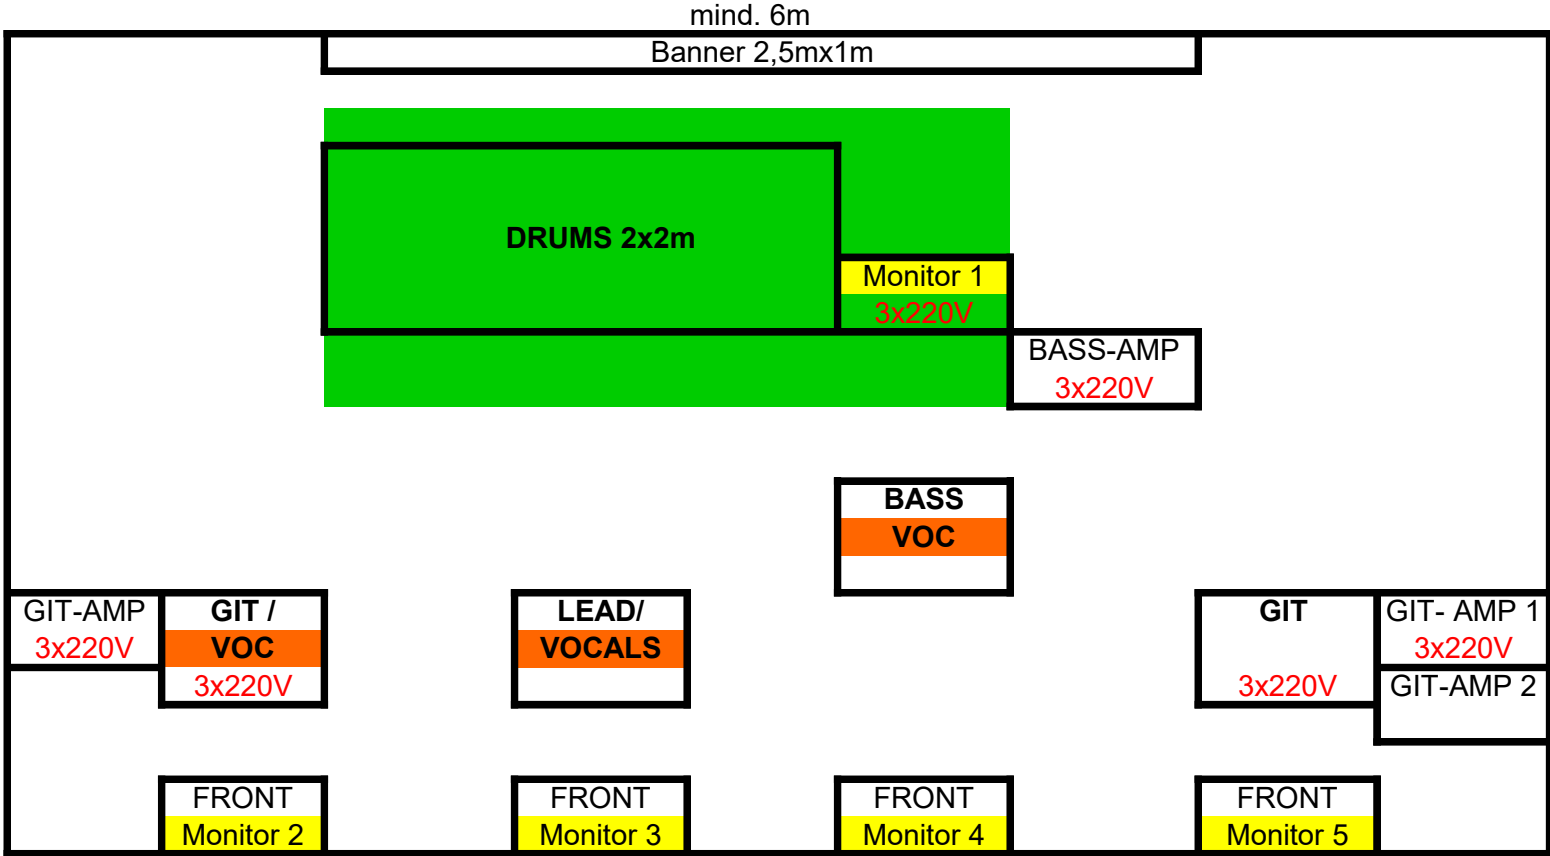 mind. 6m
Banner 2,5mx1m
DRUMS 2x2m
Monitor 1
3x220V
BASS-AMP
3x220V
BASS
VOC
GIT-AMP
3x220V
GIT /
VOC
3x220V
LEAD/
VOCALS
GIT
3x220V
GIT- AMP 1
3x220V
GIT-AMP 2
FRONT
Monitor 2
FRONT
Monitor 3
FRONT
Monitor 4
FRONT
Monitor 5